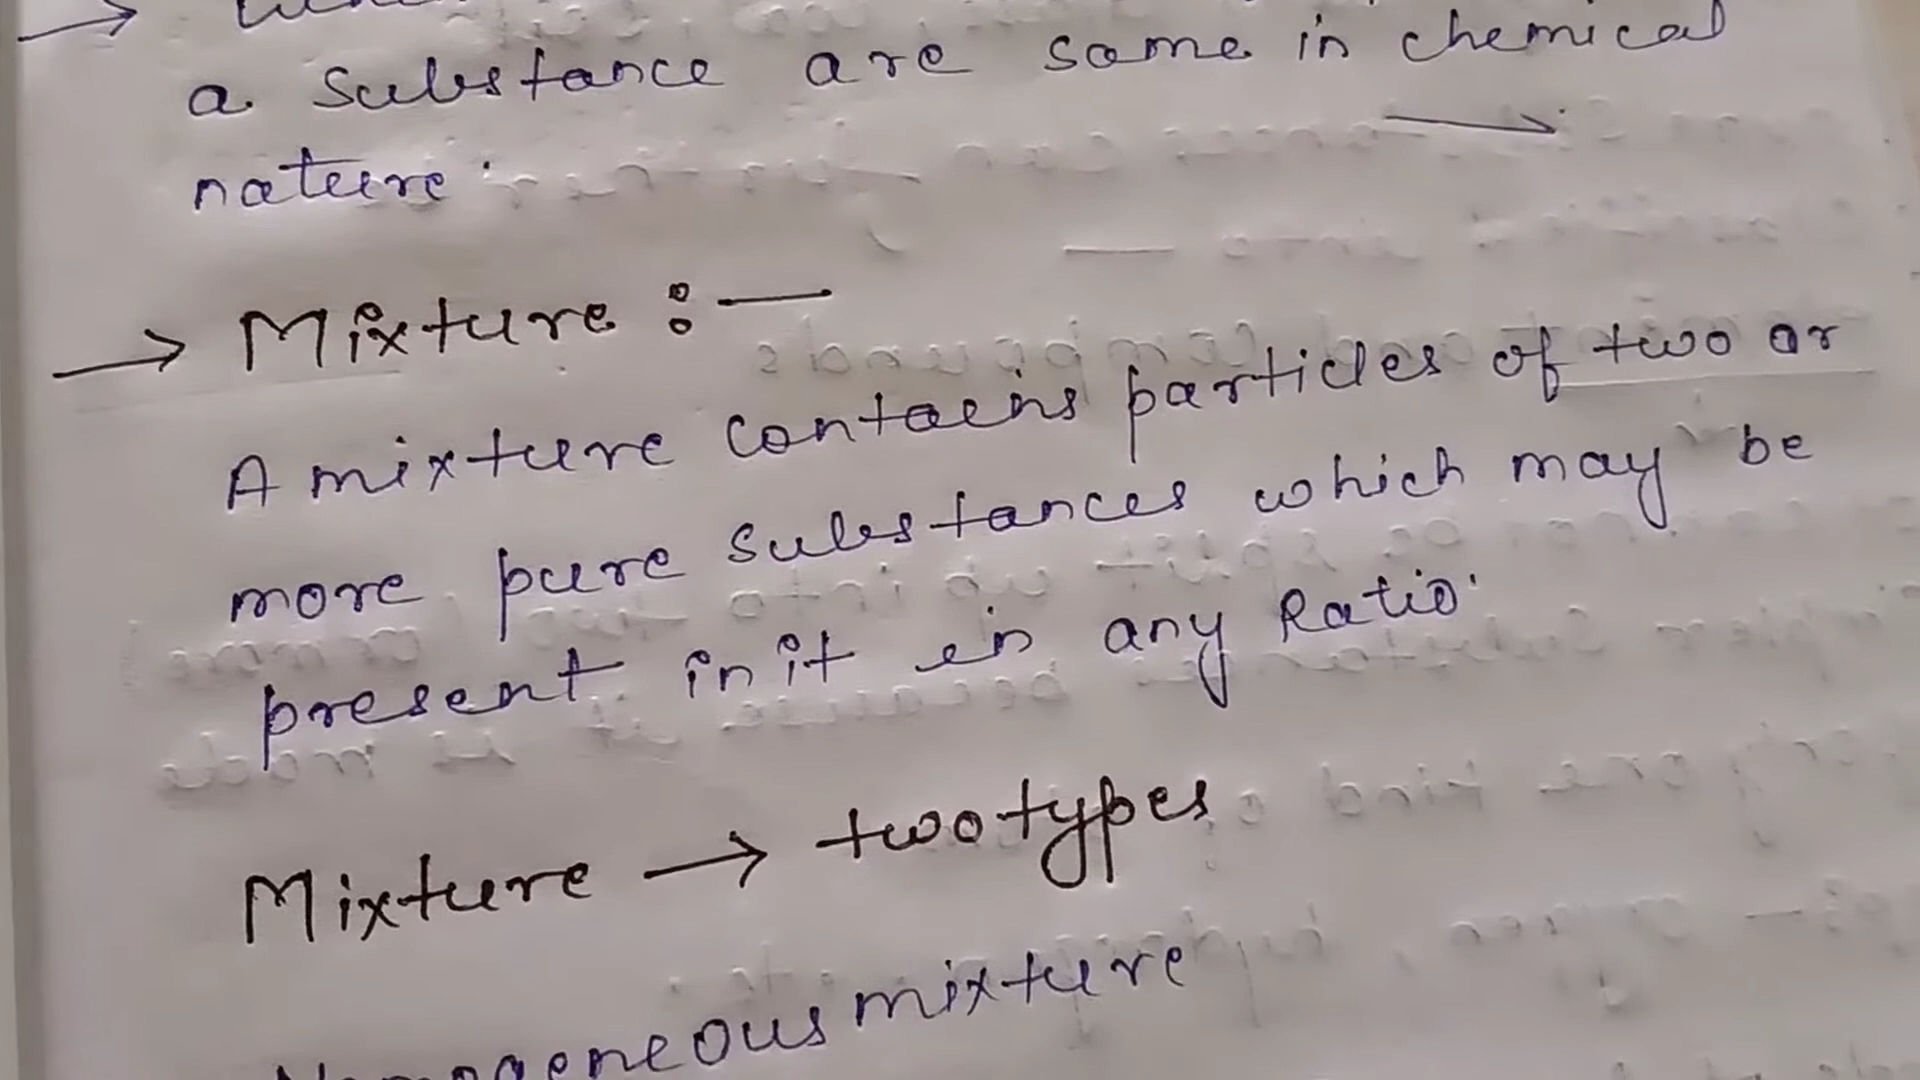 a substance are same in chemical
nature.
→ Mixture :—
A mixture contains particles of two or
more pure substances which may be
present in it in any Ratio.
Mixture → two types
Homogeneous mixture